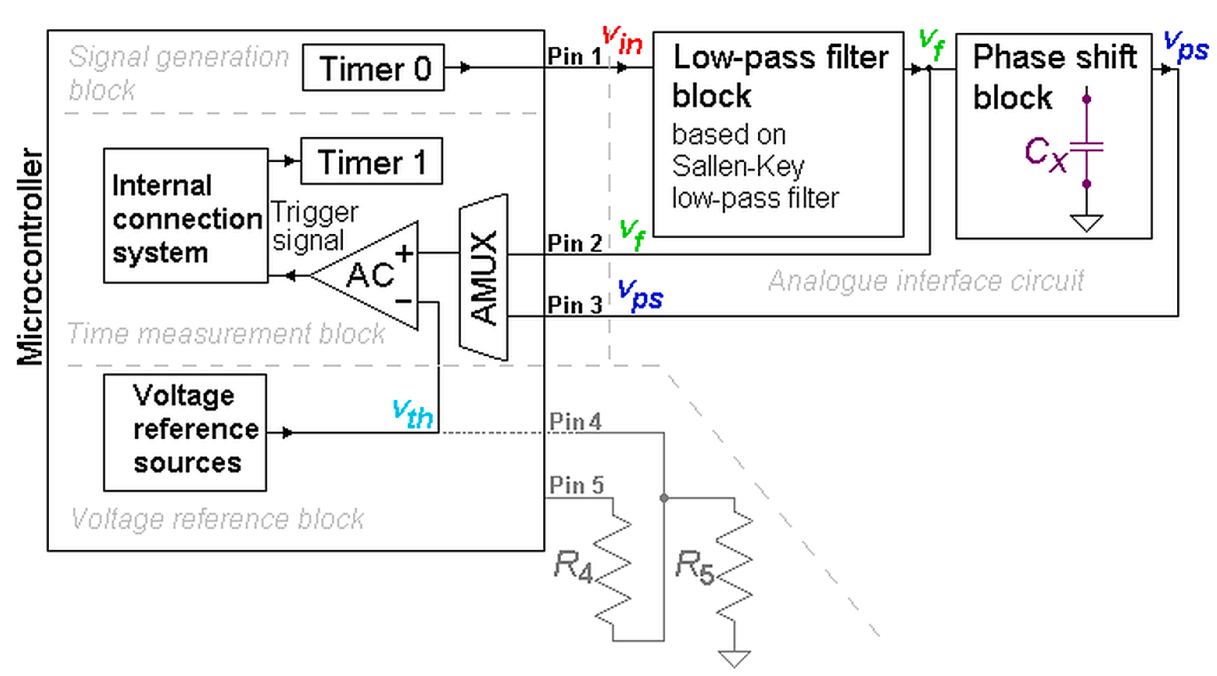 Microcontroller
Signal generation
block
Timer 0
Pin 1
v_in
Low-pass filter
block
based on
Sallen-Key
low-pass filter
v_f
Phase shift
block
C_X
v_ps
Timer 1
Internal
connection
system
Trigger
signal
AC
+
−
AMUX
Pin 2
v_f
Pin 3
v_ps
Analogue interface circuit
Time measurement block
Voltage
reference
sources
v_th
Pin 4
Pin 5
Voltage reference block
R_4
R_5